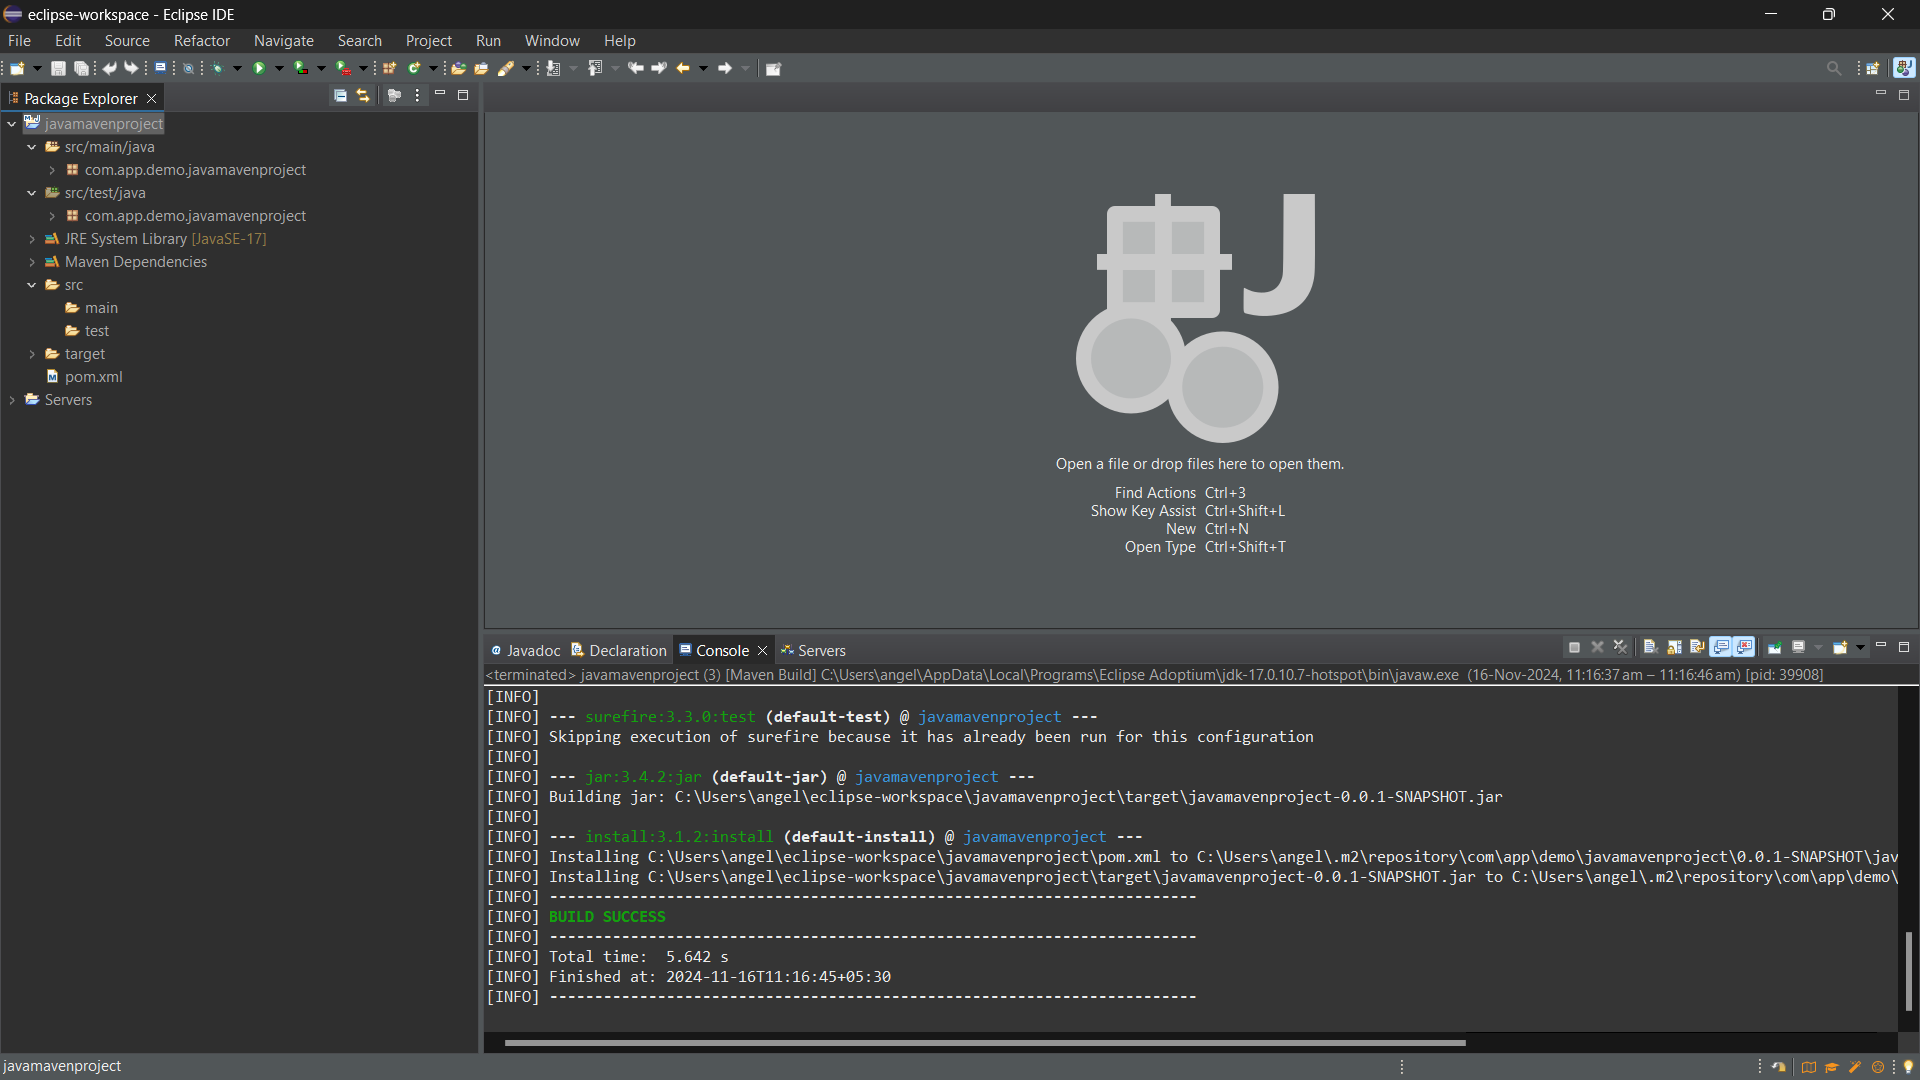 eclipse-workspace - Eclipse IDE
File Edit Source Refactor Navigate Search Project Run Window Help
Package Explorer
javamavenproject
src/main/java
com.app.demo.javamavenproject
src/test/java
com.app.demo.javamavenproject
JRE System Library [JavaSE-17]
Maven Dependencies
src
main
test
target
pom.xml
Servers
J
Open a file or drop files here to open them.
Find Actions Ctrl+3
Show Key Assist Ctrl+Shift+L
New Ctrl+N
Open Type Ctrl+Shift+T
Javadoc Declaration Console Servers
<terminated> javamavenproject (3) [Maven Build] C:\Users\angel\AppData\Local\Programs\Eclipse Adoptium\jdk-17.0.10.7-hotspot\bin\javaw.exe (16-Nov-2024, 11:16:37 am – 11:16:46 am) [pid: 39908]
[INFO]
[INFO] --- surefire:3.3.0:test (default-test) @ javamavenproject ---
[INFO] Skipping execution of surefire because it has already been run for this configuration
[INFO]
[INFO] --- jar:3.4.2:jar (default-jar) @ javamavenproject ---
[INFO] Building jar: C:\Users\angel\eclipse-workspace\javamavenproject\target\javamavenproject-0.0.1-SNAPSHOT.jar
[INFO]
[INFO] --- install:3.1.2:install (default-install) @ javamavenproject ---
[INFO] Installing C:\Users\angel\eclipse-workspace\javamavenproject\pom.xml to C:\Users\angel\.m2\repository\com\app\demo\javamavenproject\0.0.1-SNAPSHOT\jav
[INFO] Installing C:\Users\angel\eclipse-workspace\javamavenproject\target\javamavenproject-0.0.1-SNAPSHOT.jar to C:\Users\angel\.m2\repository\com\app\demo\
[INFO] ------------------------------------------------------------------------
[INFO] BUILD SUCCESS
[INFO] ------------------------------------------------------------------------
[INFO] Total time: 5.642 s
[INFO] Finished at: 2024-11-16T11:16:45+05:30
[INFO] ------------------------------------------------------------------------
javamavenproject